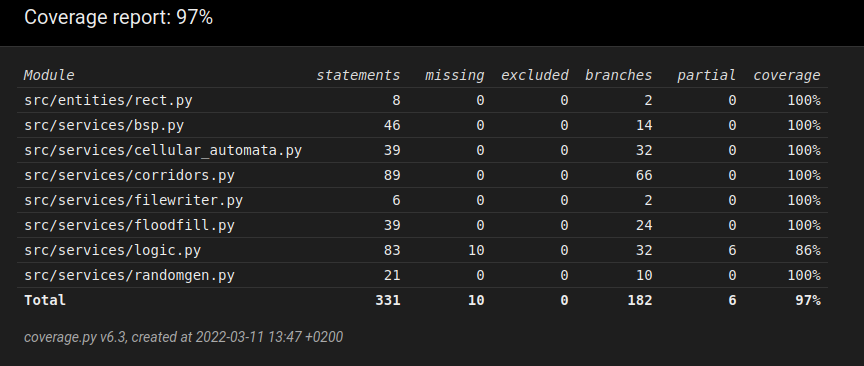 Coverage report: 97%
Module statements missing excluded branches partial coverage
src/entities/rect.py 8 0 0 2 0 100%
src/services/bsp.py 46 0 0 14 0 100%
src/services/cellular_automata.py 39 0 0 32 0 100%
src/services/corridors.py 89 0 0 66 0 100%
src/services/filewriter.py 6 0 0 2 0 100%
src/services/floodfill.py 39 0 0 24 0 100%
src/services/logic.py 83 10 0 32 6 86%
src/services/randomgen.py 21 0 0 10 0 100%
Total 331 10 0 182 6 97%
coverage.py v6.3, created at 2022-03-11 13:47 +0200